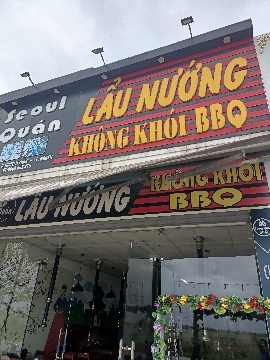 Seoul
Quán
LẨU NƯỚNG
KHÔNG KHÓI BBQ
LẨU NƯỚNG
KHÔNG KHÓI
BBQ